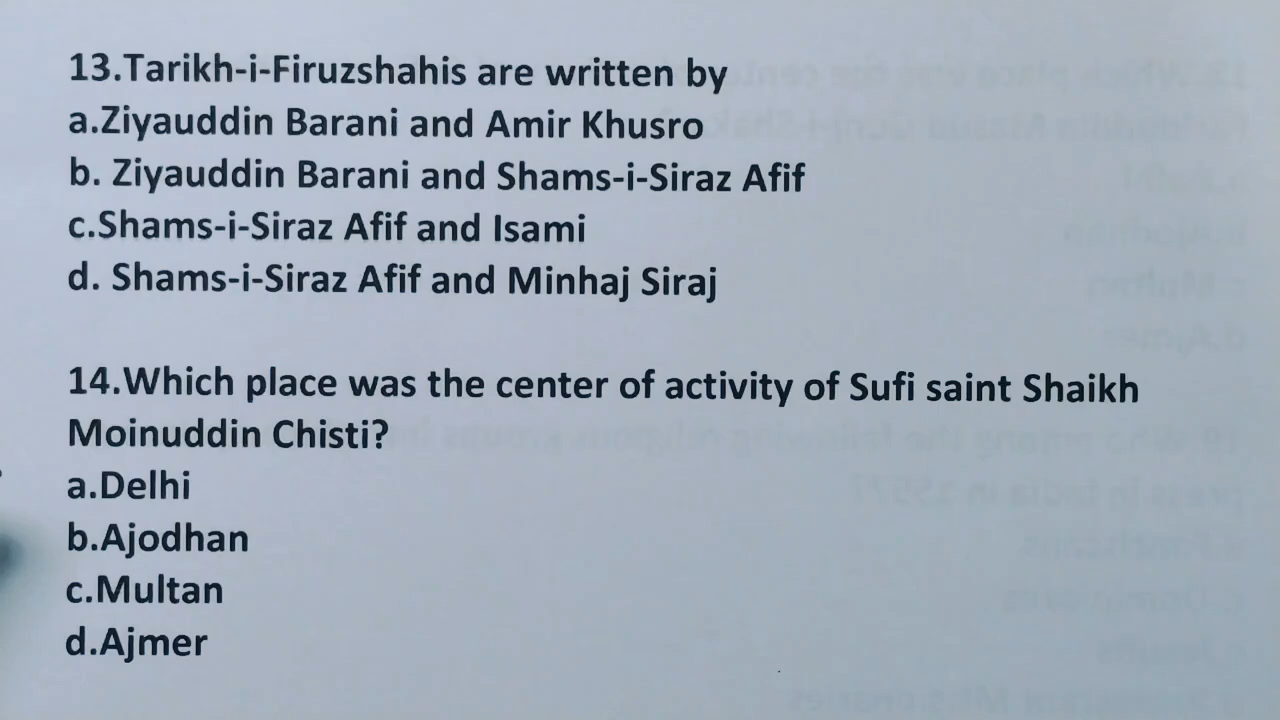 13.Tarikh-i-Firuzshahis are written by
a.Ziyauddin Barani and Amir Khusro
b. Ziyauddin Barani and Shams-i-Siraz Afif
c.Shams-i-Siraz Afif and Isami
d. Shams-i-Siraz Afif and Minhaj Siraj
14.Which place was the center of activity of Sufi saint Shaikh
Moinuddin Chisti?
a.Delhi
b.Ajodhan
c.Multan
d.Ajmer